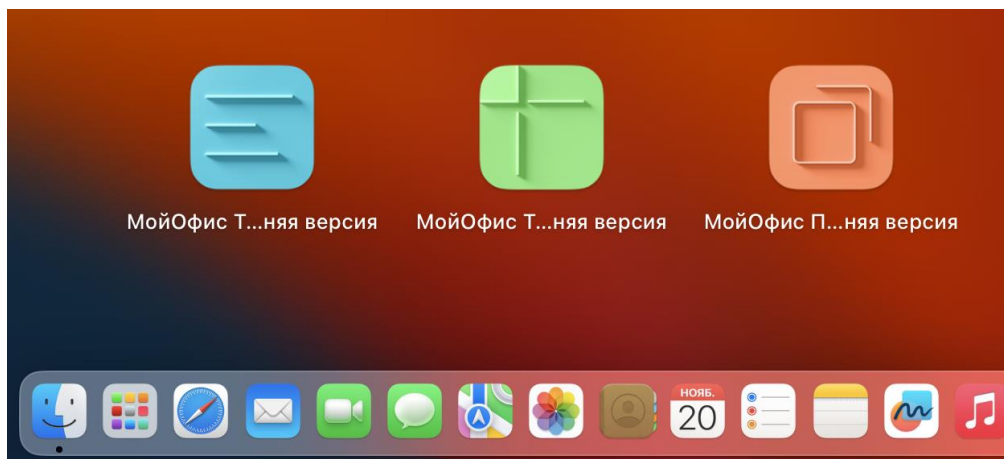 МойОфис Т...няя версия
МойОфис Т...няя версия
МойОфис П...няя версия
НОЯБ.
20